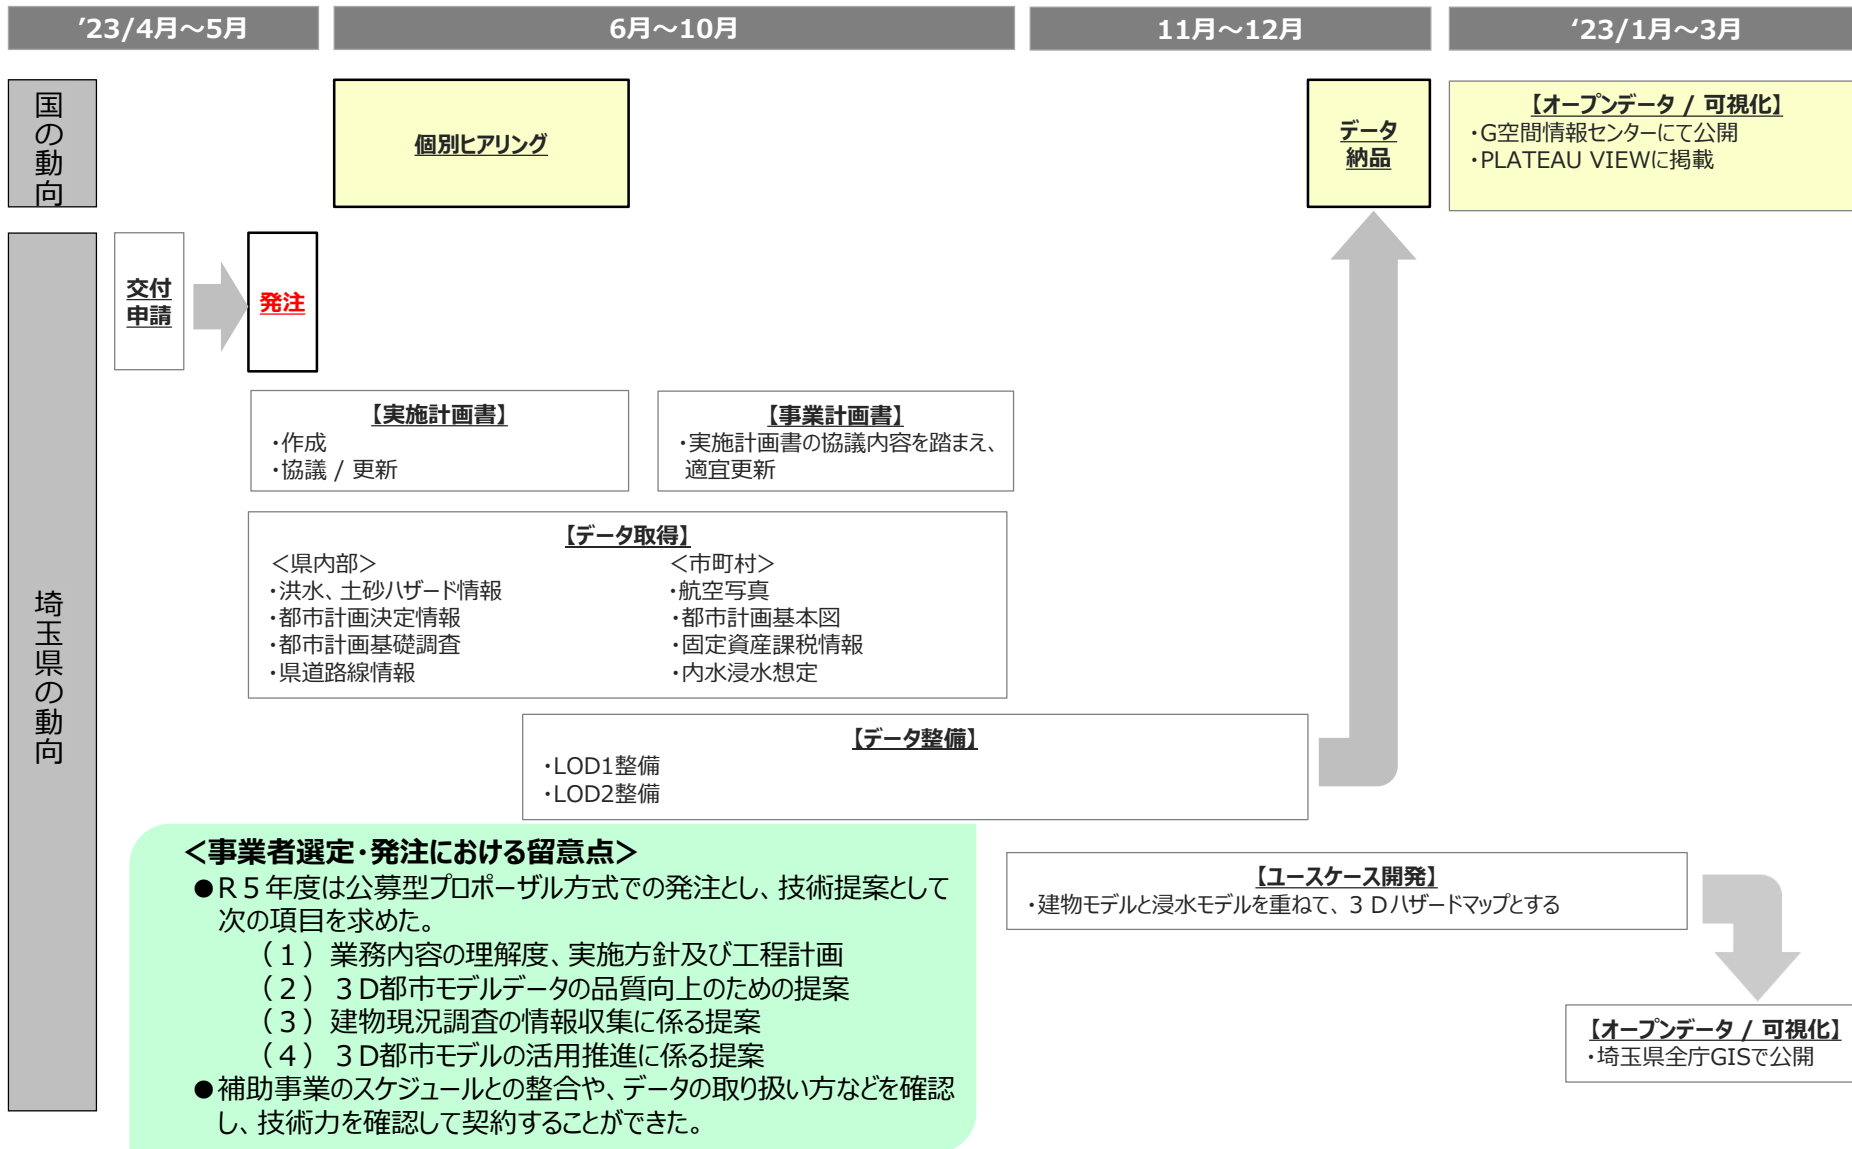 ’23/4月～5月
6月～10月
11月～12月
‘23/1月～3月
国の動向
個別ヒアリング
データ
納品
【オープンデータ / 可視化】
・G空間情報センターにて公開
・PLATEAU VIEWに掲載
埼玉県の動向
交付
申請
発注
【実施計画書】
・作成
・協議 / 更新
【事業計画書】
・実施計画書の協議内容を踏まえ、
適宜更新
【データ取得】
＜県内部＞
・洪水、土砂ハザード情報
・都市計画決定情報
・都市計画基礎調査
・県道路線情報
＜市町村＞
・航空写真
・都市計画基本図
・固定資産課税情報
・内水浸水想定
【データ整備】
・LOD1整備
・LOD2整備
＜事業者選定・発注における留意点＞
●Ｒ５年度は公募型プロポーザル方式での発注とし、技術提案として
次の項目を求めた。
（１）業務内容の理解度、実施方針及び工程計画
（２）３D都市モデルデータの品質向上のための提案
（３）建物現況調査の情報収集に係る提案
（４）３D都市モデルの活用推進に係る提案
●補助事業のスケジュールとの整合や、データの取り扱い方などを確認
し、技術力を確認して契約することができた。
【ユースケース開発】
・建物モデルと浸水モデルを重ねて、３Ｄハザードマップとする
【オープンデータ / 可視化】
・埼玉県全庁GISで公開